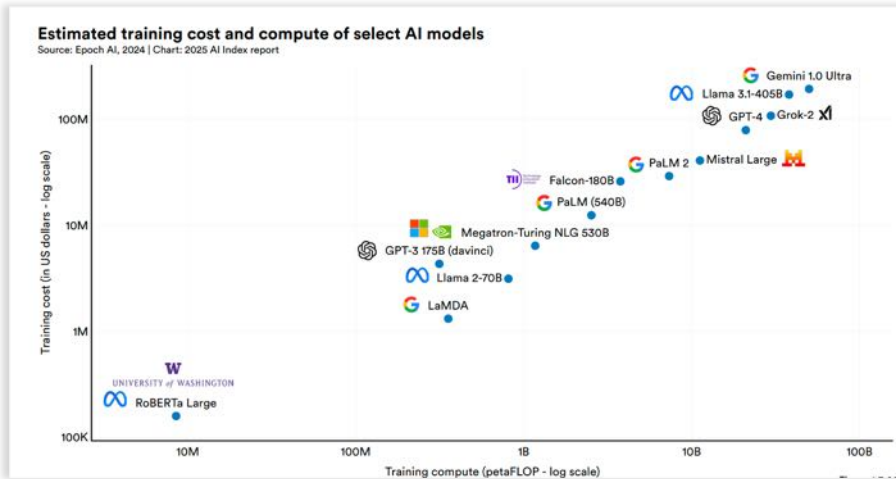 Estimated training cost and compute of select AI models
Source: Epoch AI, 2024 | Chart: 2025 AI Index report
Training cost (in US dollars - log scale)
100M
10M
1M
100K
Gemini 1.0 Ultra
Llama 3.1-405B
GPT-4
Grok-2
PaLM 2
Mistral Large
TII
Falcon-180B
PaLM (540B)
Megatron-Turing NLG 530B
GPT-3 175B (davinci)
Llama 2-70B
LaMDA
W
UNIVERSITY of WASHINGTON
RoBERTa Large
10M
100M
1B
10B
100B
Training compute (petaFLOP - log scale)